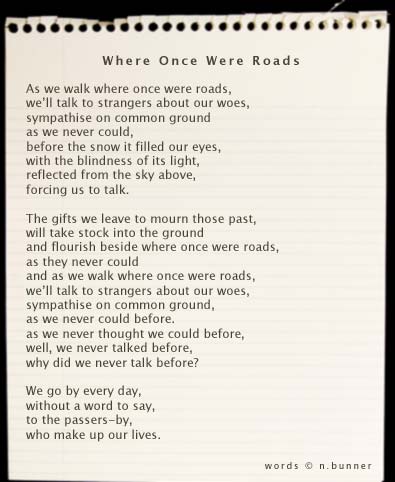 Where Once Were Roads
As we walk where once were roads,
we'll talk to strangers about our woes,
sympathise on common ground
as we never could,
before the snow it filled our eyes,
with the blindness of its light,
reflected from the sky above,
forcing us to talk.
The gifts we leave to mourn those past,
will take stock into the ground
and flourish beside where once were roads,
as they never could
and as we walk where once were roads,
we'll talk to strangers about our woes,
sympathise on common ground,
as we never could before.
as we never thought we could before,
well, we never talked before,
why did we never talk before?
We go by every day,
without a word to say,
to the passers-by,
who make up our lives.
words © n.bunner